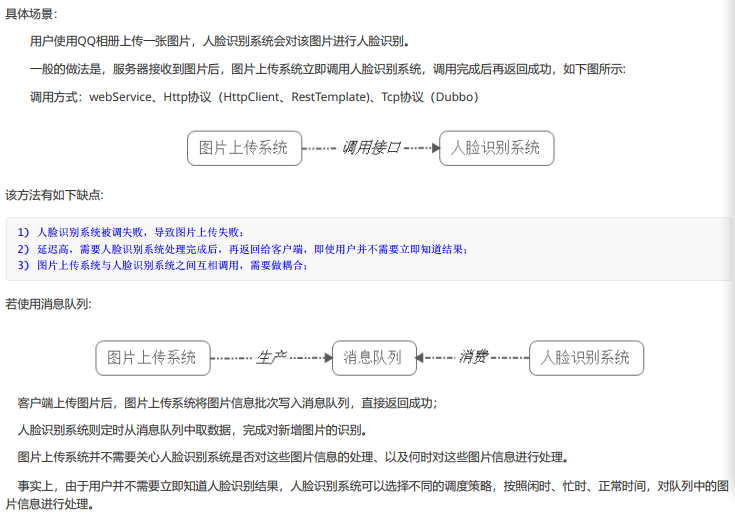 具体场景:
用户使用QQ相册上传一张图片，人脸识别系统会对该图片进行人脸识别。
一般的做法是，服务器接收到图片后，图片上传系统立即调用人脸识别系统，调用完成后再返回成功，如下图所示:
调用方式：webService、Http协议（HttpClient、RestTemplate)、Tcp协议（Dubbo）
图片上传系统 调用接口 人脸识别系统
该方法有如下缺点:
1) 人脸识别系统被调失败，导致图片上传失败；
2) 延迟高，需要人脸识别系统处理完成后，再返回给客户端，即使用户并不需要立即知道结果；
3) 图片上传系统与人脸识别系统之间互相调用，需要做耦合；
若使用消息队列:
图片上传系统 生产 消息队列 消费 人脸识别系统
客户端上传图片后，图片上传系统将图片信息批次写入消息队列，直接返回成功；
人脸识别系统则定时从消息队列中取数据，完成对新增图片的识别。
图片上传系统并不需要关心人脸识别系统是否对这些图片信息的处理、以及何时对这些图片信息进行处理。
事实上，由于用户并不需要立即知道人脸识别结果，人脸识别系统可以选择不同的调度策略，按照闲时、忙时、正常时间，对队列中的图
片信息进行处理。